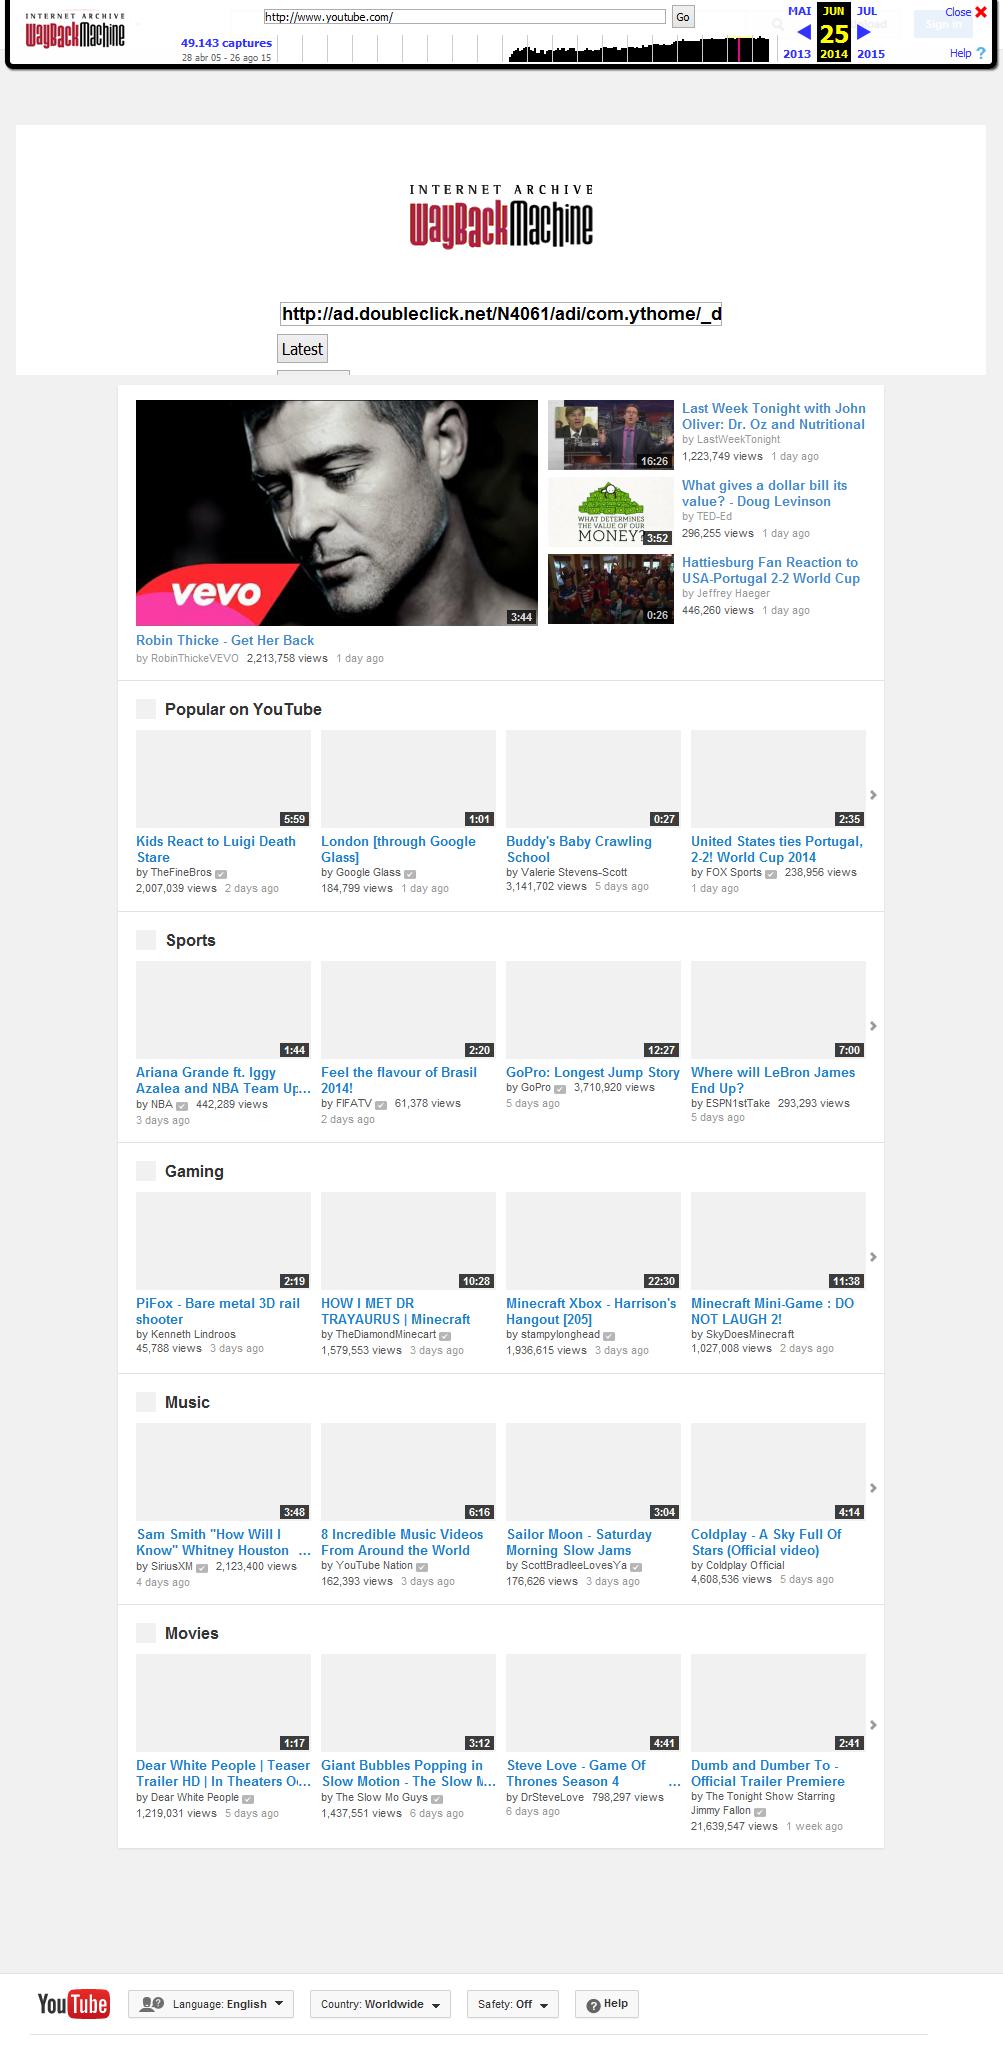 INTERNET ARCHIVE
WayBackMachine
http://www.youtube.com/
Go
49.143 captures
28 abr 05 - 26 ago 15
MAI JUN JUL
25
2013 2014 2015
Close
Help ?
Sign in
INTERNET ARCHIVE
WayBackMachine
http://ad.doubleclick.net/N4061/adi/com.ythome/_d
Latest
vevo
3:44
Robin Thicke - Get Her Back
by RobinThickeVEVO 2,213,758 views 1 day ago
16:26
Last Week Tonight with John
Oliver: Dr. Oz and Nutritional
by LastWeekTonight
1,223,749 views 1 day ago
WHAT DETERMINES
THE VALUE OF OUR
MONEY?
3:52
What gives a dollar bill its
value? - Doug Levinson
by TED-Ed
296,255 views 1 day ago
0:26
Hattiesburg Fan Reaction to
USA-Portugal 2-2 World Cup
by Jeffrey Haeger
446,260 views 1 day ago
Popular on YouTube
5:59
Kids React to Luigi Death
Stare
by TheFineBros
2,007,039 views 2 days ago
1:01
London [through Google
Glass]
by Google Glass
184,799 views 1 day ago
0:27
Buddy's Baby Crawling
School
by Valerie Stevens-Scott
3,141,702 views 5 days ago
2:35
United States ties Portugal,
2-2! World Cup 2014
by FOX Sports 238,956 views
1 day ago
Sports
1:44
Ariana Grande ft. Iggy
Azalea and NBA Team Up...
by NBA 442,289 views
3 days ago
2:20
Feel the flavour of Brasil
2014!
by FIFATV 61,378 views
2 days ago
12:27
GoPro: Longest Jump Story
by GoPro 3,710,920 views
5 days ago
7:00
Where will LeBron James
End Up?
by ESPN1stTake 293,293 views
5 days ago
Gaming
2:19
PiFox - Bare metal 3D rail
shooter
by Kenneth Lindroos
45,788 views 3 days ago
10:28
HOW I MET DR
TRAYAURUS | Minecraft
by TheDiamondMinecart
1,579,553 views 3 days ago
22:30
Minecraft Xbox - Harrison's
Hangout [205]
by stampylonghead
1,936,615 views 3 days ago
11:38
Minecraft Mini-Game : DO
NOT LAUGH 2!
by SkyDoesMinecraft
1,027,008 views 2 days ago
Music
3:48
Sam Smith "How Will I
Know" Whitney Houston ...
by SiriusXM 2,123,400 views
4 days ago
6:16
8 Incredible Music Videos
From Around the World
by YouTube Nation
162,393 views 3 days ago
3:04
Sailor Moon - Saturday
Morning Slow Jams
by ScottBradleeLovesYa
176,626 views 3 days ago
4:14
Coldplay - A Sky Full Of
Stars (Official video)
by Coldplay Official
4,608,536 views 5 days ago
Movies
1:17
Dear White People | Teaser
Trailer HD | In Theaters O...
by Dear White People
1,219,031 views 5 days ago
3:12
Giant Bubbles Popping in
Slow Motion - The Slow M...
by The Slow Mo Guys
1,437,551 views 6 days ago
4:41
Steve Love - Game Of
Thrones Season 4 ...
by DrSteveLove 798,297 views
6 days ago
2:41
Dumb and Dumber To -
Official Trailer Premiere
by The Tonight Show Starring
Jimmy Fallon
21,639,547 views 1 week ago
YouTube
Language: English
Country: Worldwide
Safety: Off
Help